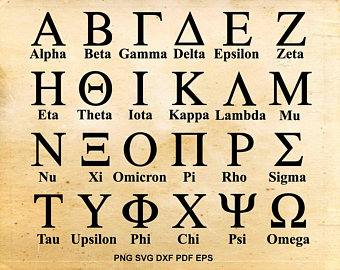 Α Β Γ Δ Ε Ζ
Alpha Beta Gamma Delta Epsilon Zeta
Η Θ Ι Κ Λ Μ
Eta Theta Iota Kappa Lambda Mu
Ν Ξ Ο Π Ρ Σ
Nu Xi Omicron Pi Rho Sigma
Τ Υ Φ Χ Ψ Ω
Tau Upsilon Phi Chi Psi Omega
PNG SVG DXF PDF EPS